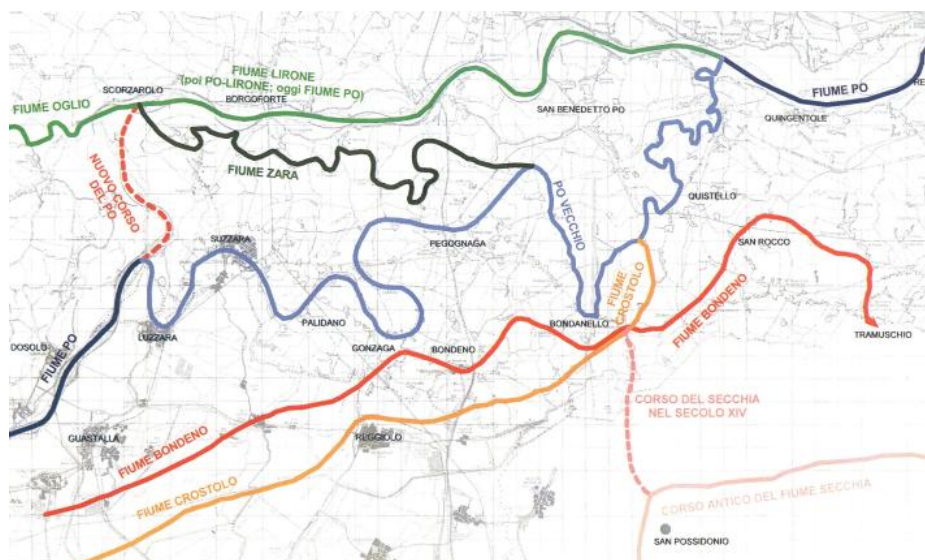 FIUME LIRONE
(poi PO-LIRONE; oggi FIUME PO)
SCORZAROLO
BORGOFORTE
FIUME OGLIO
SAN BENEDETTO PO
FIUME PO
RE
QUINGENTOLE
FIUME ZARA
NUOVO CORSO
DEL PO
PO VECCHIO
QUISTELLO
SUZZARA
PEGOGNAGA
SAN ROCCO
FIUME
CROSTOLO
FIUME BONDENO
LUZZARA
PALIDANO
BONDANELLO
TRAMUSCHIO
DOSOLO
FIUME PO
GONZAGA
BONDENO
CORSO DEL SECCHIA
NEL SECOLO XIV
GUASTALLA
REGGIOLO
FIUME BONDENO
FIUME CROSTOLO
CORSO ANTICO DEL FIUME SECCHIA
SAN POSSIDONIO